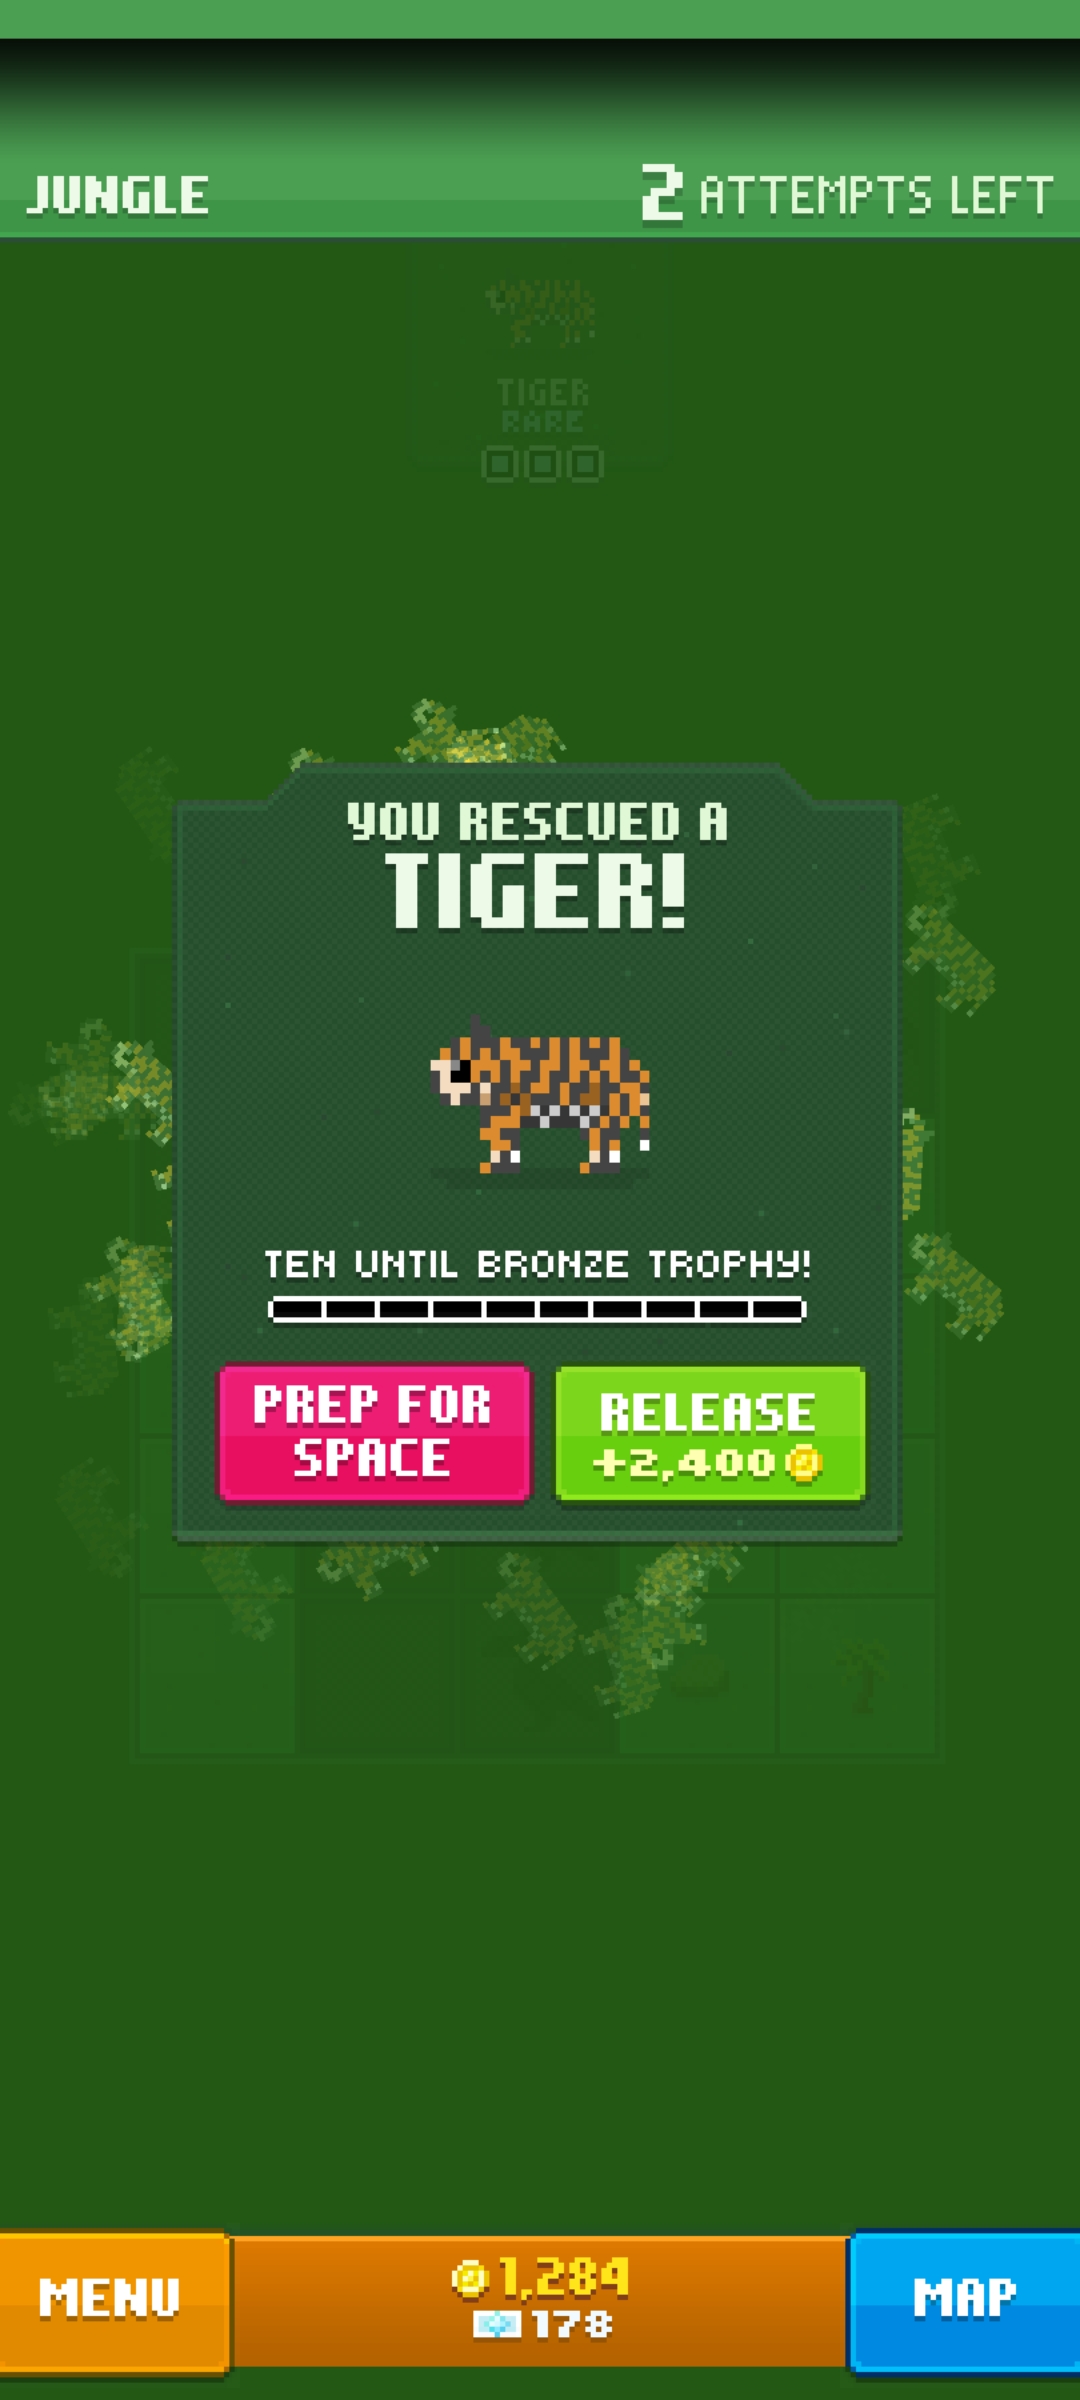 JUNGLE
2 ATTEMPTS LEFT
TIGER
RARE
YOU RESCUED A
TIGER!
TEN UNTIL BRONZE TROPHY!
PREP FOR
SPACE
RELEASE
+2,400
MENU
1,284
178
MAP